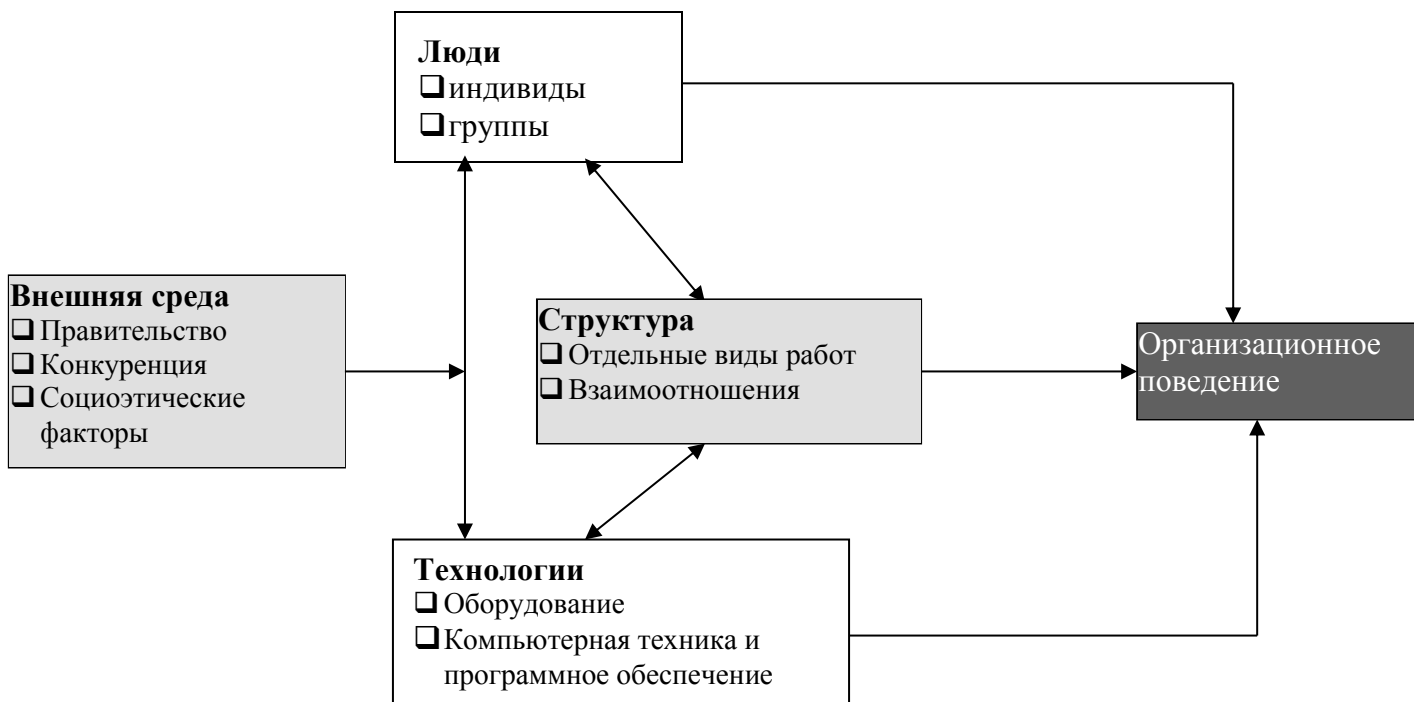 Люди
❑индивиды
❑группы
Внешняя среда
❑ Правительство
❑ Конкуренция
❑ Социоэтические
факторы
Структура
❑ Отдельные виды работ
❑ Взаимоотношения
Организационное
поведение
Технологии
❑ Оборудование
❑ Компьютерная техника и
программное обеспечение